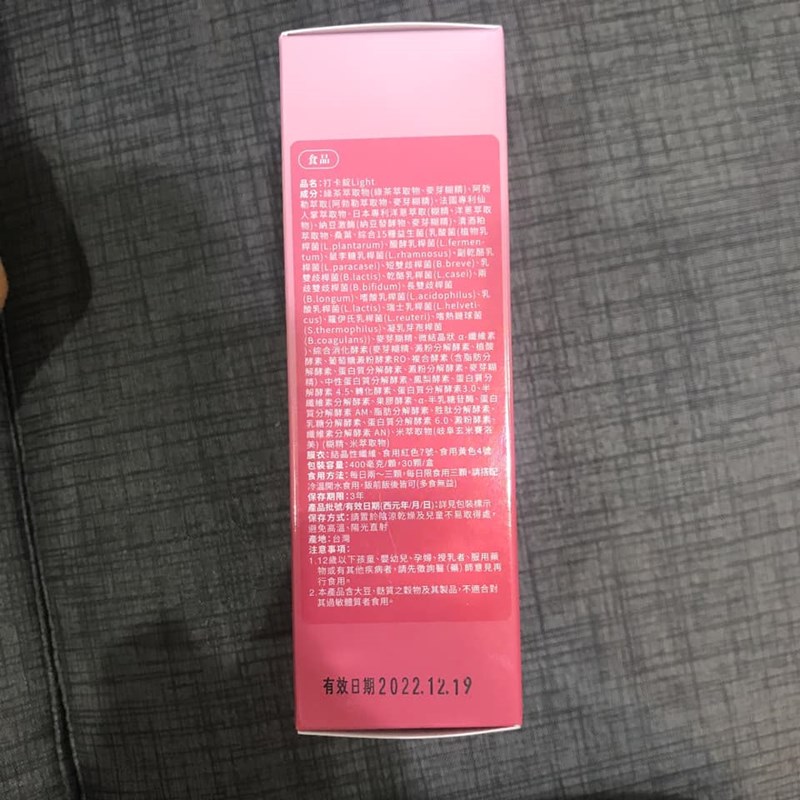 食品
品名:打卡錠Light
成分:綠茶萃取物(綠茶萃取物、麥芽糊精)、阿勃
勒萃取(阿勃勒萃取物、麥芽糊精)、法國專利仙
人掌萃取物、日本專利洋蔥萃取(糊精、洋蔥萃取
物)、納豆激酶(納豆發酵物、麥芽糊精)、清酒粕
萃取物、桑葉、綜合15種益生菌(乳酸菌(植物乳
桿菌(L.plantarum)、醱酵乳桿菌(L.fermen-
tum)、鼠李糖乳桿菌(L.rhamnosus)、副乾酪乳
桿菌(L.paracasei)、短雙歧桿菌(B.breve)、乳
雙歧桿菌(B.lactis)、乾酪乳桿菌(L.casei)、兩
歧雙歧桿菌(B.bifidum)、長雙歧桿菌
(B.longum)、嗜酸乳桿菌(L.acidophilus)、乳
酸乳桿菌(L.lactis)、瑞士乳桿菌(L.helveti-
cus)、羅伊氏乳桿菌(L.reuteri)、嗜熱鏈球菌
(S.thermophilus)、凝乳芽孢桿菌
(B.coagulans))、麥芽糊精、微結晶狀 α-纖維素
)、綜合消化酵素(麥芽糊精、澱粉分解酵素、植酸
酵素、葡萄糖澱粉酵素RO、複合酵素(含脂肪分
解酵素、蛋白質分解酵素、澱粉分解酵素、麥芽糊
精)、中性蛋白質分解酵素、鳳梨酵素、蛋白質分
解酵素 4.5、轉化酵素、蛋白質分解酵素3.0、半
纖維素分解酵素、果膠酵素、α-半乳糖苷酶、蛋白
質分解酵素 AM、脂肪分解酵素、胜肽分解酵素、
乳糖分解酵素、蛋白質分解酵素 6.0、澱粉酵素、
纖維素分解酵素 AN)、米萃取物(岐阜玄米賽洛
美) (糊精、米萃取物)
膜衣:結晶性纖維、食用紅色7號、食用黃色4號
包裝容量:400毫克/顆,30顆/盒
食用方法:每日兩~三顆,每日限食用三顆,請搭配
冷溫開水食用,飯前飯後皆可(多食無益)
保存期限:3年
產品批號/有效日期(西元年/月/日):詳見包裝標示
保存方式:請置於陰涼乾燥及兒童不易取得處,
避免高溫、陽光直射
產地:台灣
注意事項:
1.12歲以下孩童、嬰幼兒、孕婦、授乳者、服用藥
物或有其他疾病者,請先徵詢醫(藥)師意見再
行食用。
2.本產品含大豆、麩質之穀物及其製品,不適合對
其過敏體質者食用。
有效日期2022.12.19